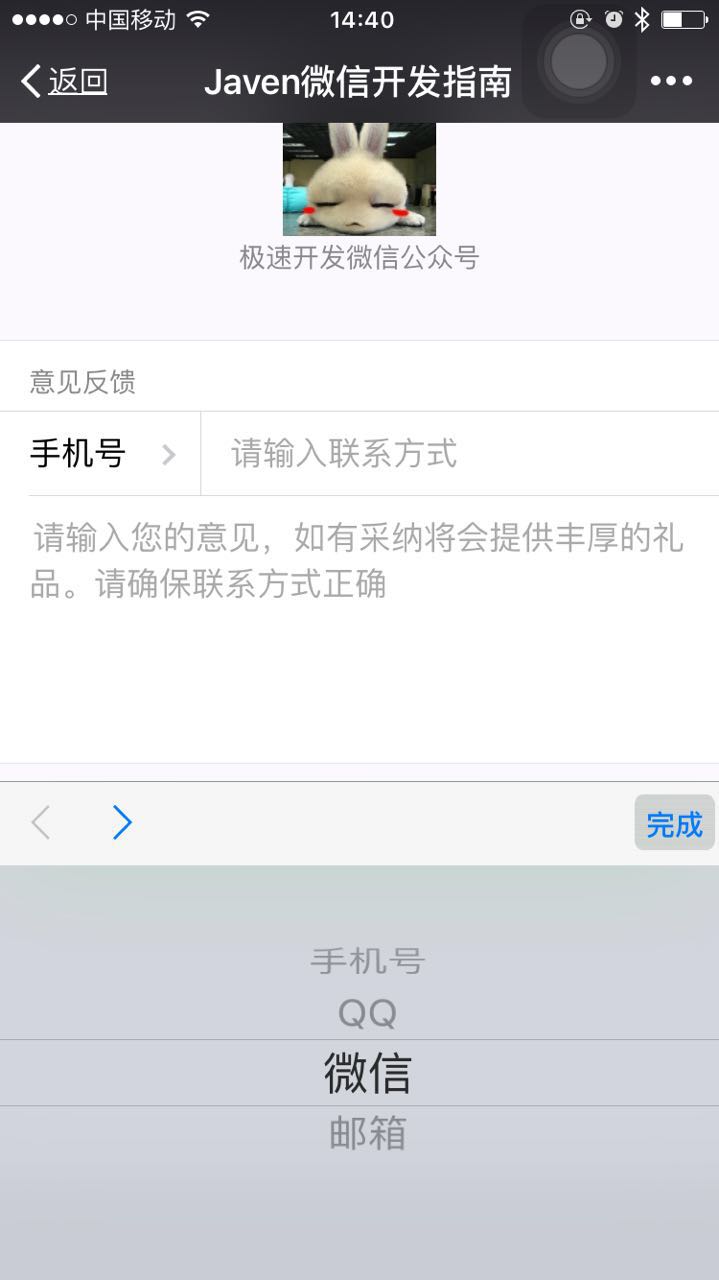 中国移动 14:40
返回 Javen微信开发指南
极速开发微信公众号
意见反馈
手机号 请输入联系方式
请输入您的意见，如有采纳将会提供丰厚的礼
品。请确保联系方式正确
完成
手机号
QQ
微信
邮箱